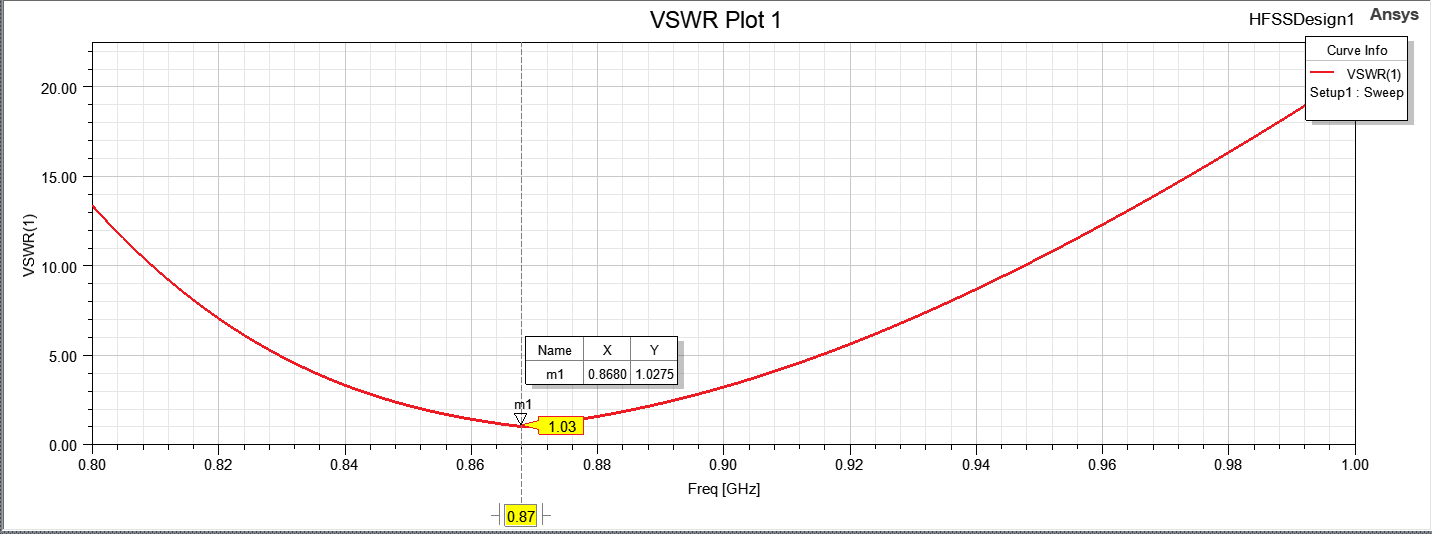 VSWR Plot 1
HFSSDesign1
Ansys
Curve Info
VSWR(1)
Setup1 : Sweep
20.00
15.00
10.00
5.00
0.00
VSWR(1)
Name X Y
m1 0.8680 1.0275
m1
1.03
0.80 0.82 0.84 0.86 0.88 0.90 0.92 0.94 0.96 0.98 1.00
Freq [GHz]
0.87